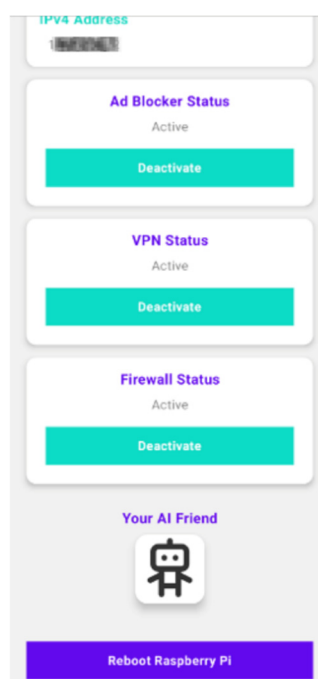 IPv4 Address
Ad Blocker Status
Active
Deactivate
VPN Status
Active
Deactivate
Firewall Status
Active
Deactivate
Your AI Friend
Reboot Raspberry Pi